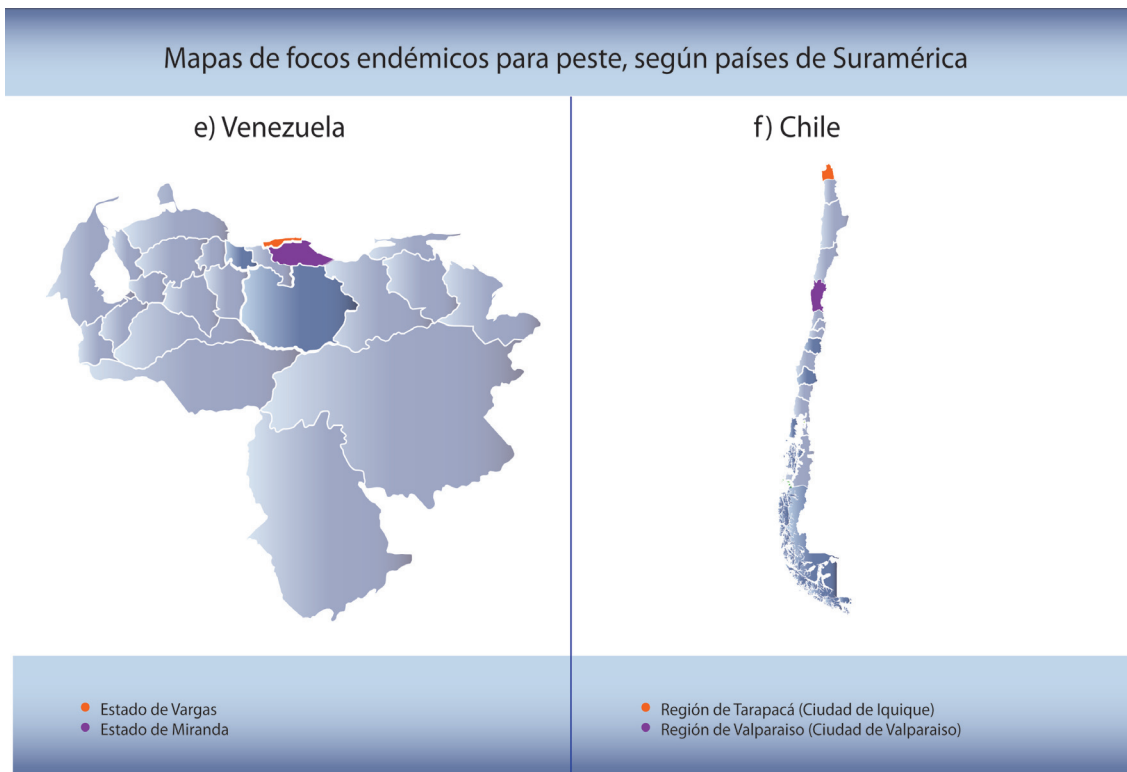 Mapas de focos endémicos para peste, según países de Suramérica
e) Venezuela
f) Chile
Estado de Vargas
Estado de Miranda
Región de Tarapacá (Ciudad de Iquique)
Región de Valparaiso (Ciudad de Valparaiso)